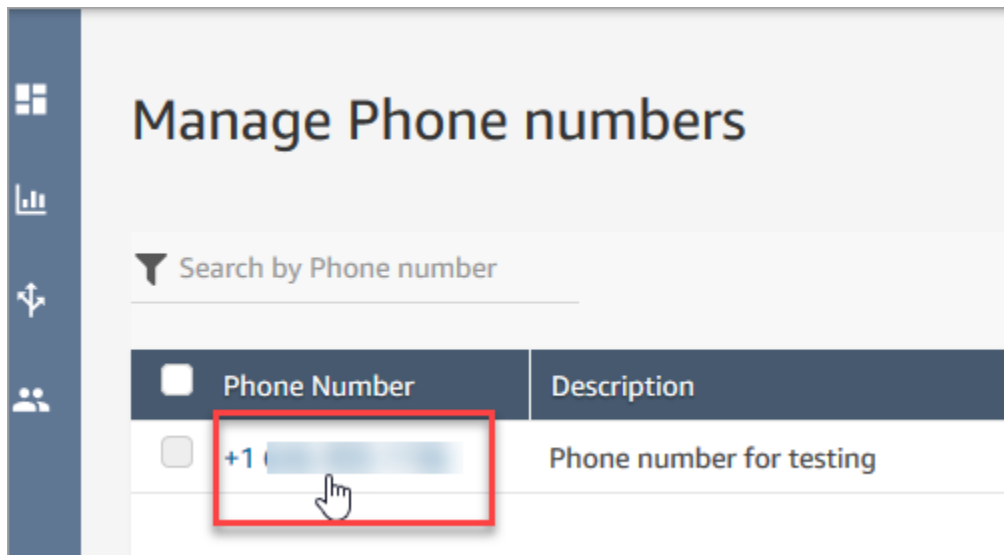 Manage Phone numbers
Search by Phone number
Phone Number Description
+1 Phone number for testing